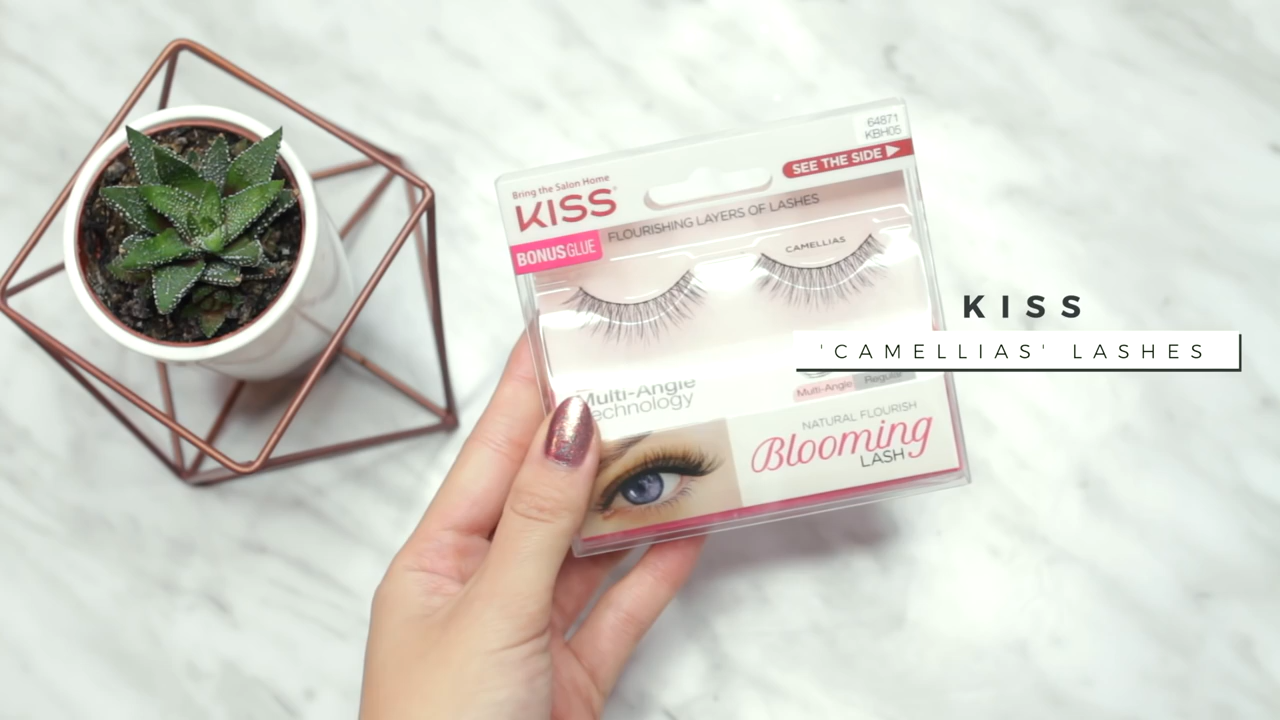 64871
KBH05
SEE THE SIDE
Bring the Salon Home
KISS
BONUS GLUE
FLOURISHING LAYERS OF LASHES
CAMELLIAS
KISS
'CAMELLIAS' LASHES
Multi-Angle
Technology
Multi-Angle Regular
NATURAL FLOURISH
Blooming
LASH